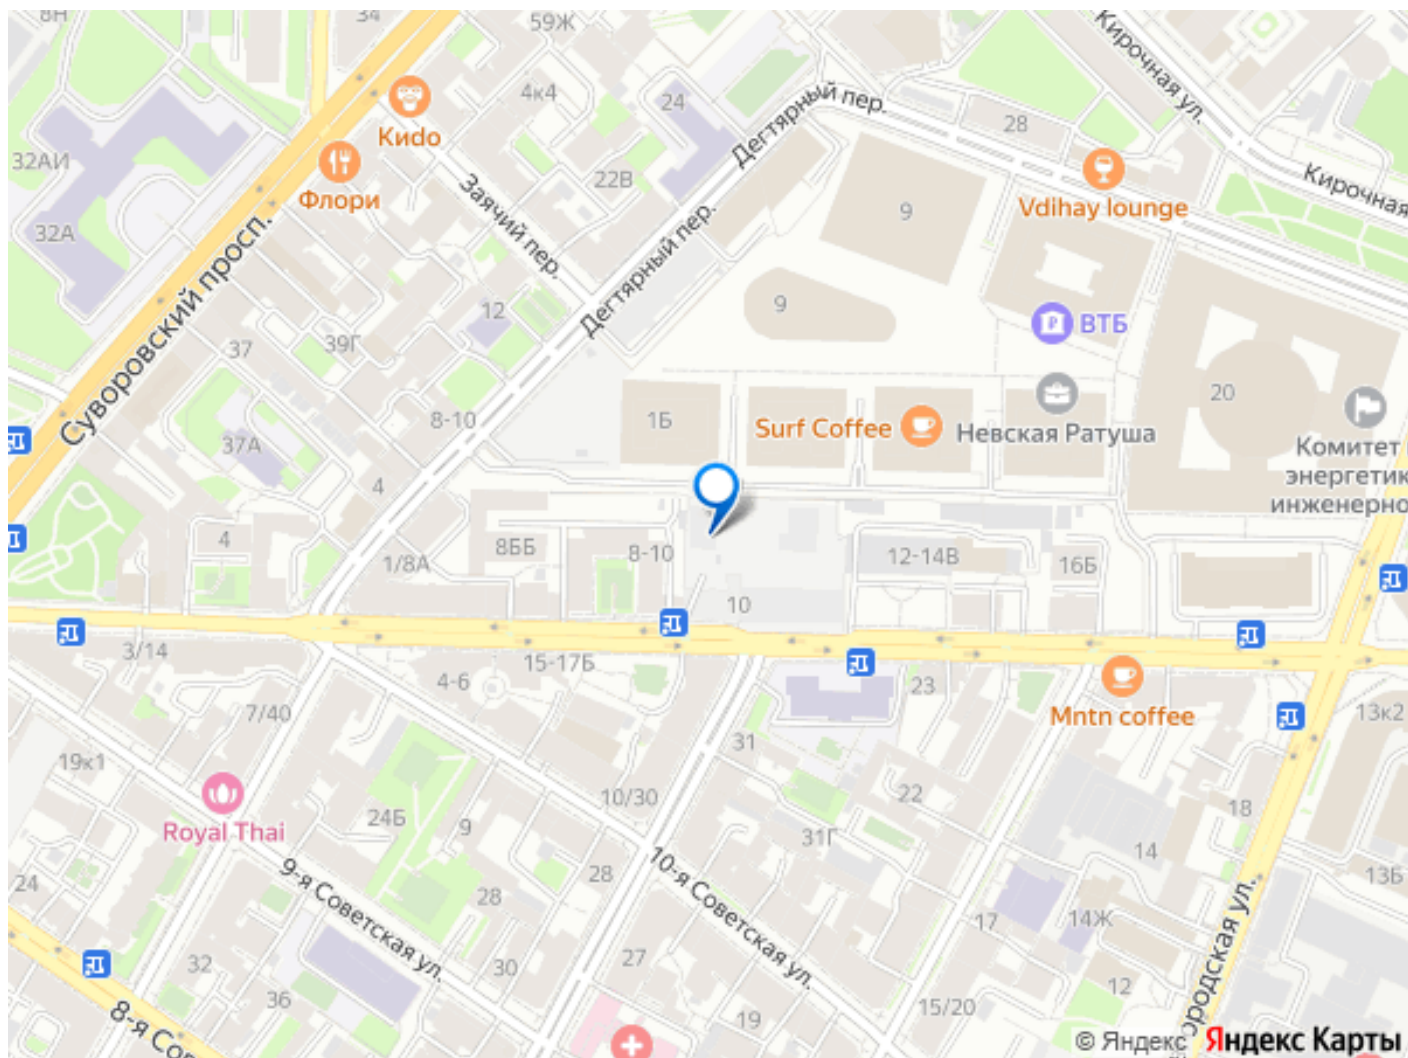 8Н
34
59Ж
Кидо
4к4
24
Дегтярный пер.
28
Кирочная ул.
Кирочная
32АИ
Флори
22В
Заячий пер.
Vdihay lounge
9
32А
Суворовский просп.
Дегтярный пер.
12
9
ВТБ
37
39Г
20
8-10
1Б
Surf Coffee
Невская Ратуша
37А
Комитет
энергетик
инженерно
4
4
8ББ
8-10
12-14В
16Б
1/8А
10
3/14
15-17Б
4-6
23
Mntn coffee
13к2
7/40
31
19к1
10/30
22
18
Royal Thai
24Б
9
31Г
14
10-я Советская ул.
24
9-я Советская ул.
28
28
13Б
17
14Ж
ородская ул.
32
30
27
12
36
15/20
8-я Сов
19
© Яндекс
Яндекс Карты